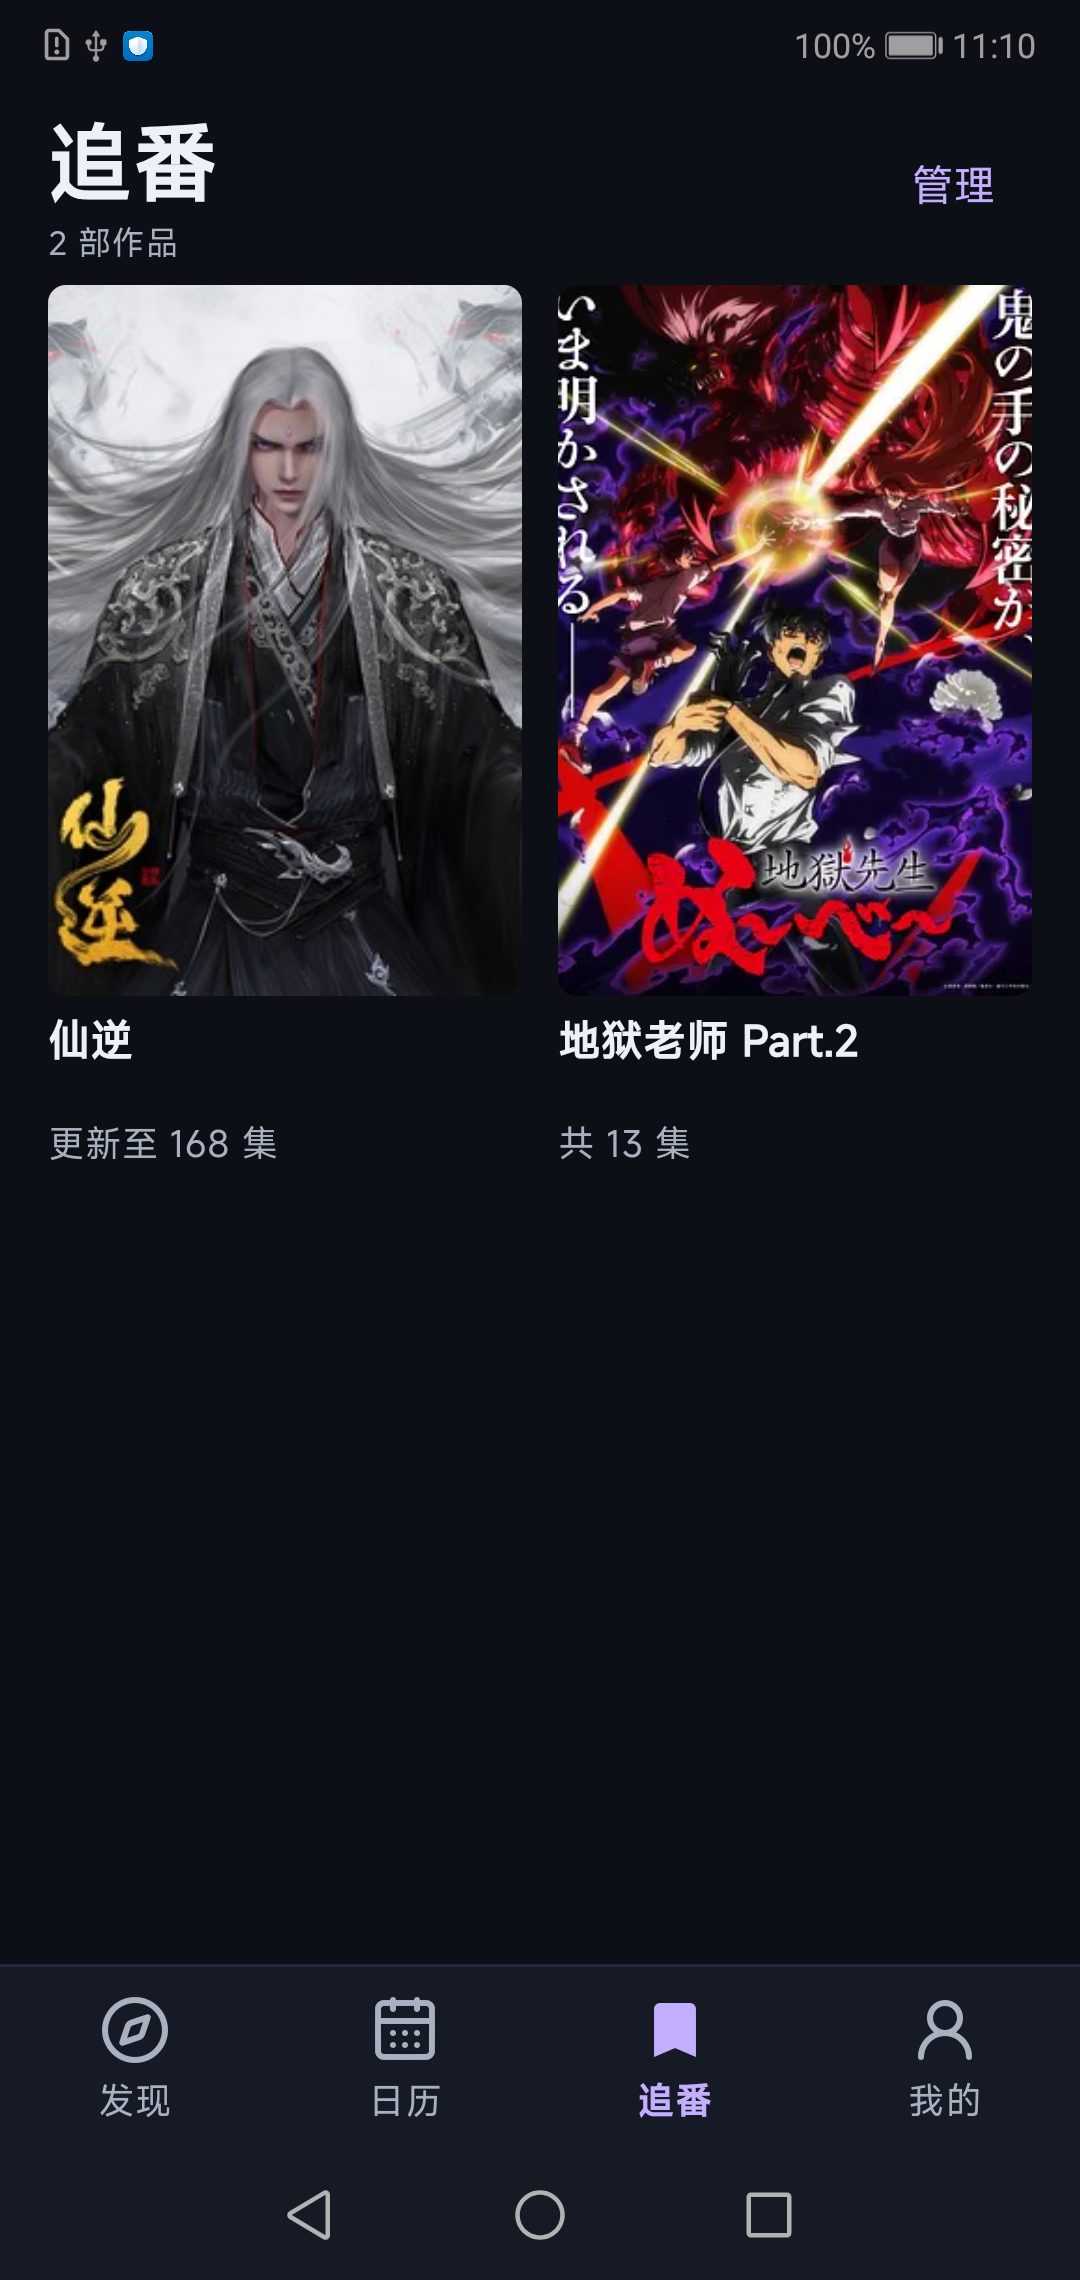 100% 11:10
追番
管理
2 部作品
いま明かされる——
鬼の手の秘密が、
仙逆
地獄先生
ぬ〜べ〜
仙逆
地狱老师 Part.2
更新至 168 集
共 13 集
发现
日历
追番
我的